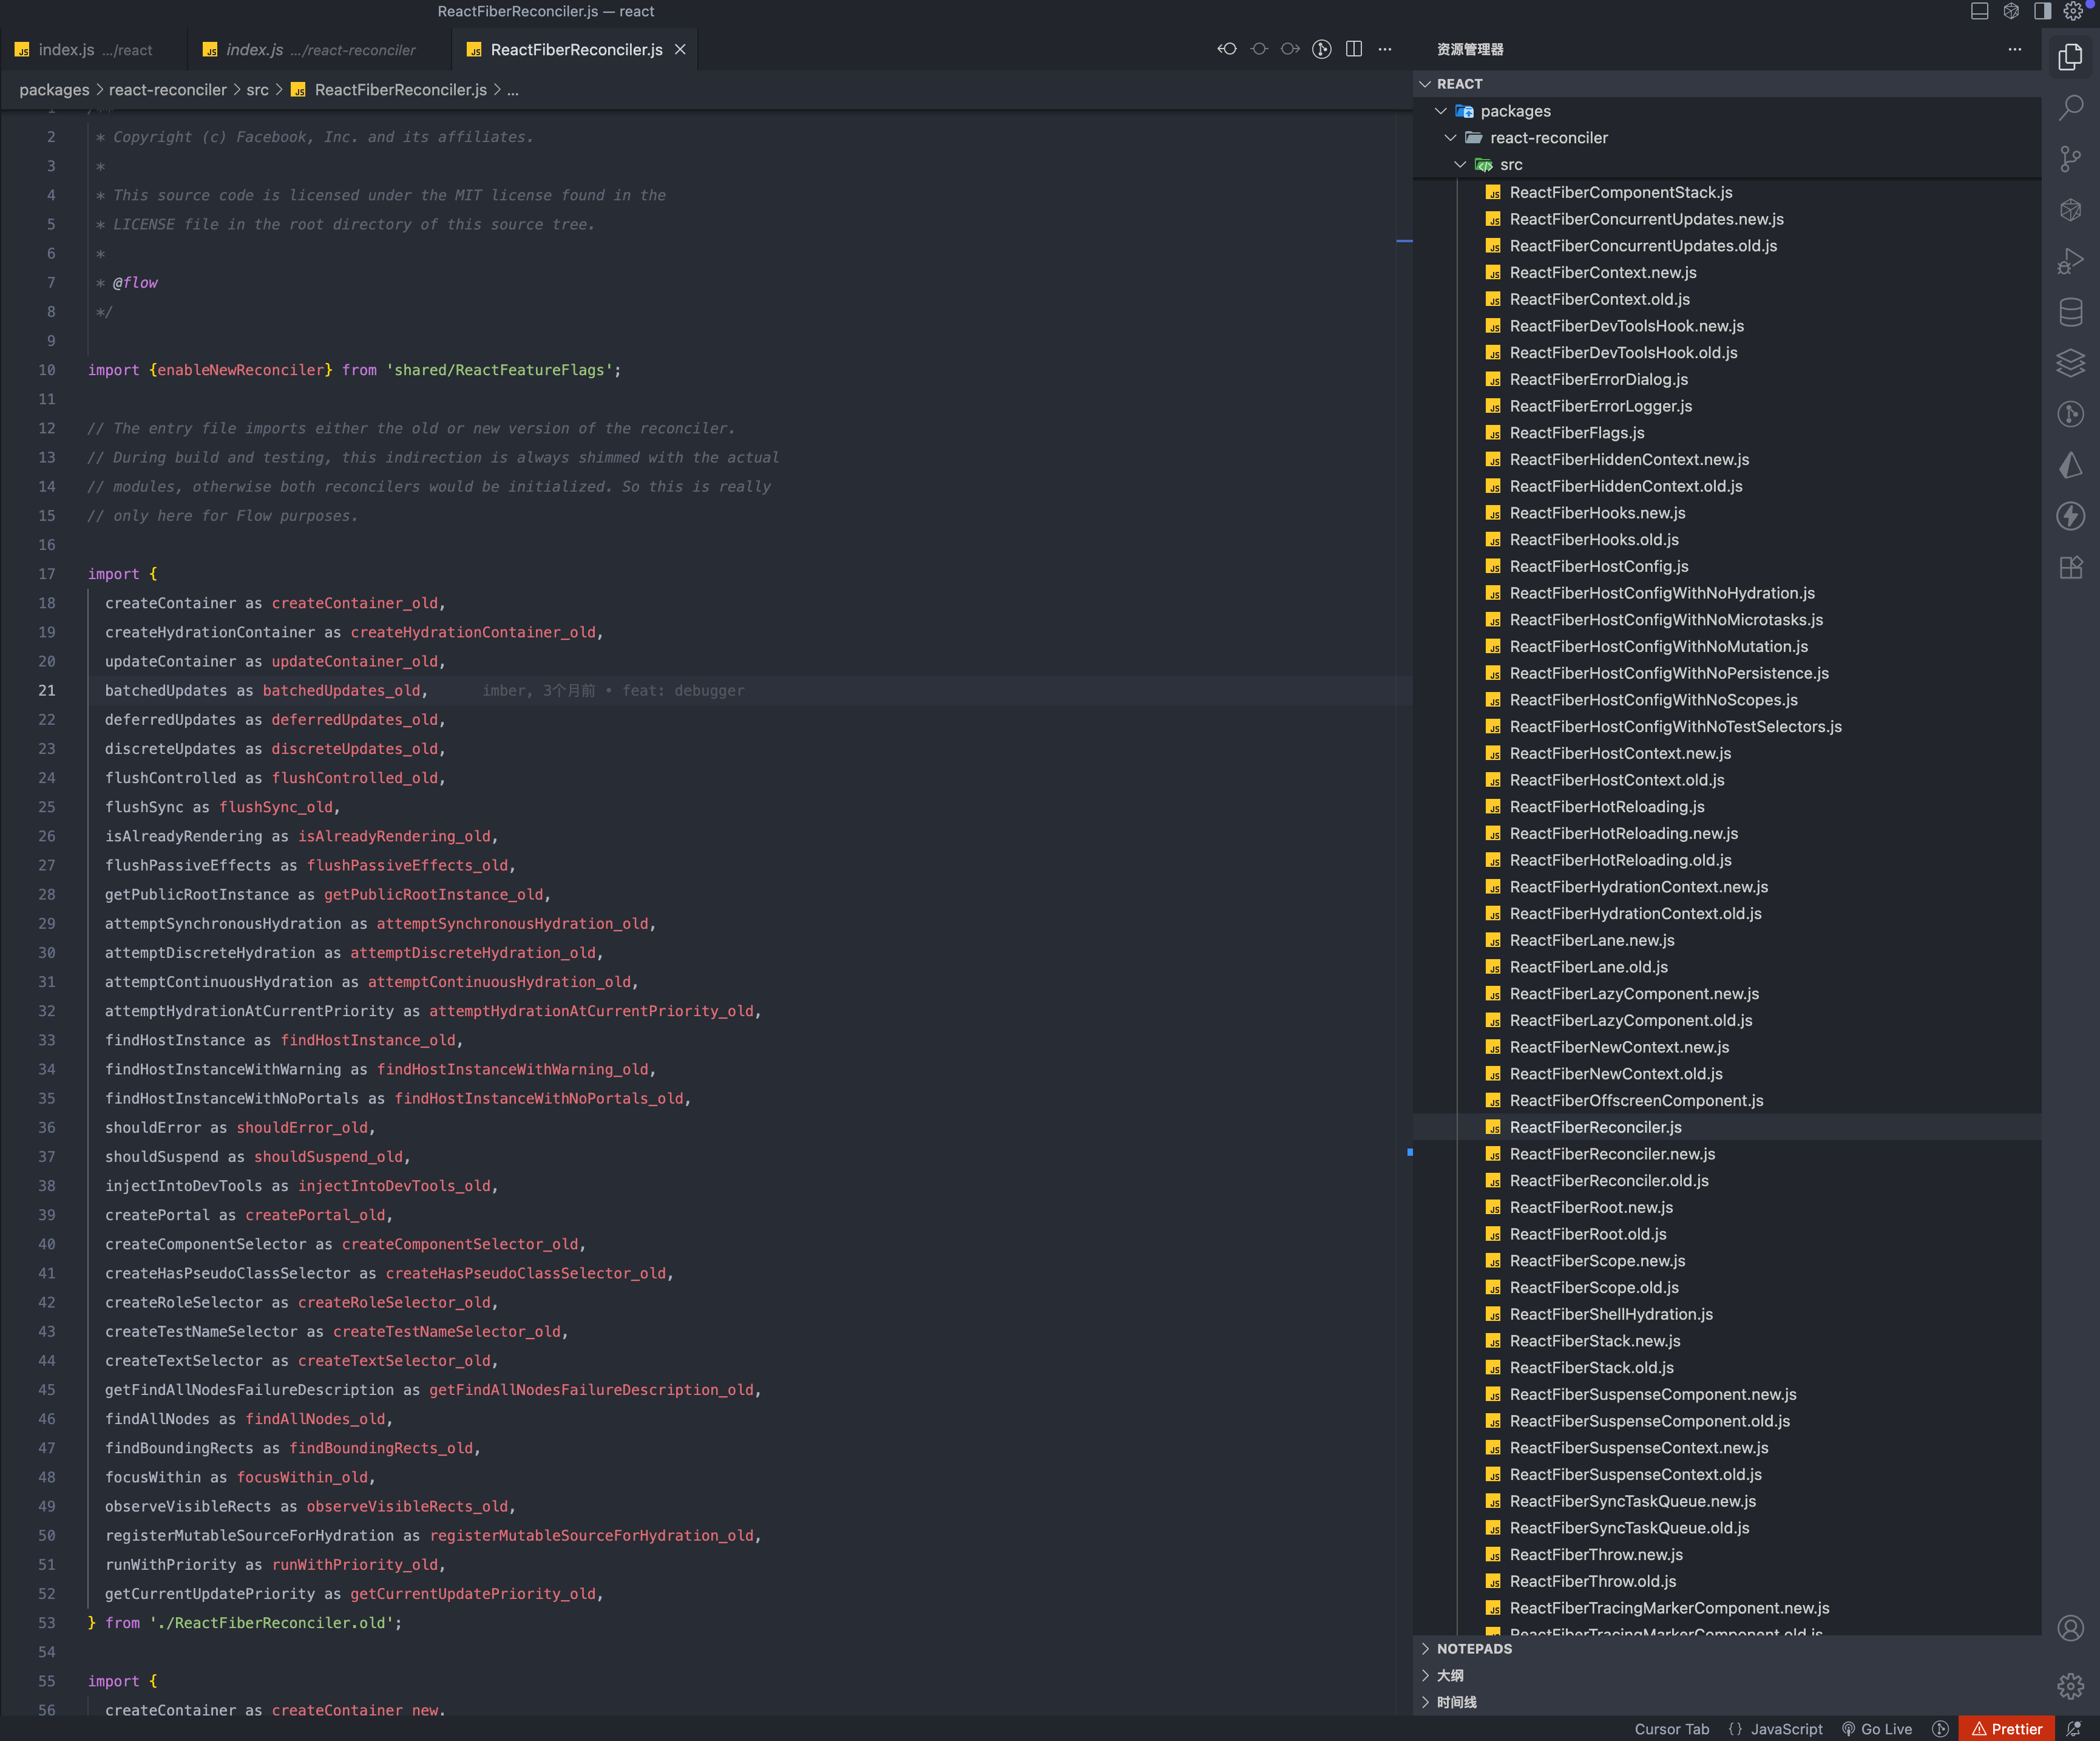 ReactFiberReconciler.js — react
index.js .../react
index.js .../react-reconciler
ReactFiberReconciler.js
packages > react-reconciler > src > ReactFiberReconciler.js > ...
2 * Copyright (c) Facebook, Inc. and its affiliates.
3 *
4 * This source code is licensed under the MIT license found in the
5 * LICENSE file in the root directory of this source tree.
6 *
7 * @flow
8 */
9
10 import {enableNewReconciler} from 'shared/ReactFeatureFlags';
11
12 // The entry file imports either the old or new version of the reconciler.
13 // During build and testing, this indirection is always shimmed with the actual
14 // modules, otherwise both reconcilers would be initialized. So this is really
15 // only here for Flow purposes.
16
17 import {
18 createContainer as createContainer_old,
19 createHydrationContainer as createHydrationContainer_old,
20 updateContainer as updateContainer_old,
21 batchedUpdates as batchedUpdates_old, imber, 3个月前 • feat: debugger
22 deferredUpdates as deferredUpdates_old,
23 discreteUpdates as discreteUpdates_old,
24 flushControlled as flushControlled_old,
25 flushSync as flushSync_old,
26 isAlreadyRendering as isAlreadyRendering_old,
27 flushPassiveEffects as flushPassiveEffects_old,
28 getPublicRootInstance as getPublicRootInstance_old,
29 attemptSynchronousHydration as attemptSynchronousHydration_old,
30 attemptDiscreteHydration as attemptDiscreteHydration_old,
31 attemptContinuousHydration as attemptContinuousHydration_old,
32 attemptHydrationAtCurrentPriority as attemptHydrationAtCurrentPriority_old,
33 findHostInstance as findHostInstance_old,
34 findHostInstanceWithWarning as findHostInstanceWithWarning_old,
35 findHostInstanceWithNoPortals as findHostInstanceWithNoPortals_old,
36 shouldError as shouldError_old,
37 shouldSuspend as shouldSuspend_old,
38 injectIntoDevTools as injectIntoDevTools_old,
39 createPortal as createPortal_old,
40 createComponentSelector as createComponentSelector_old,
41 createHasPseudoClassSelector as createHasPseudoClassSelector_old,
42 createRoleSelector as createRoleSelector_old,
43 createTestNameSelector as createTestNameSelector_old,
44 createTextSelector as createTextSelector_old,
45 getFindAllNodesFailureDescription as getFindAllNodesFailureDescription_old,
46 findAllNodes as findAllNodes_old,
47 findBoundingRects as findBoundingRects_old,
48 focusWithin as focusWithin_old,
49 observeVisibleRects as observeVisibleRects_old,
50 registerMutableSourceForHydration as registerMutableSourceForHydration_old,
51 runWithPriority as runWithPriority_old,
52 getCurrentUpdatePriority as getCurrentUpdatePriority_old,
53 } from './ReactFiberReconciler.old';
54
55 import {
56 createContainer as createContainer_new,
资源管理器
REACT
packages
react-reconciler
src
ReactFiberComponentStack.js
ReactFiberConcurrentUpdates.new.js
ReactFiberConcurrentUpdates.old.js
ReactFiberContext.new.js
ReactFiberContext.old.js
ReactFiberDevToolsHook.new.js
ReactFiberDevToolsHook.old.js
ReactFiberErrorDialog.js
ReactFiberErrorLogger.js
ReactFiberFlags.js
ReactFiberHiddenContext.new.js
ReactFiberHiddenContext.old.js
ReactFiberHooks.new.js
ReactFiberHooks.old.js
ReactFiberHostConfig.js
ReactFiberHostConfigWithNoHydration.js
ReactFiberHostConfigWithNoMicrotasks.js
ReactFiberHostConfigWithNoMutation.js
ReactFiberHostConfigWithNoPersistence.js
ReactFiberHostConfigWithNoScopes.js
ReactFiberHostConfigWithNoTestSelectors.js
ReactFiberHostContext.new.js
ReactFiberHostContext.old.js
ReactFiberHotReloading.js
ReactFiberHotReloading.new.js
ReactFiberHotReloading.old.js
ReactFiberHydrationContext.new.js
ReactFiberHydrationContext.old.js
ReactFiberLane.new.js
ReactFiberLane.old.js
ReactFiberLazyComponent.new.js
ReactFiberLazyComponent.old.js
ReactFiberNewContext.new.js
ReactFiberNewContext.old.js
ReactFiberOffscreenComponent.js
ReactFiberReconciler.js
ReactFiberReconciler.new.js
ReactFiberReconciler.old.js
ReactFiberRoot.new.js
ReactFiberRoot.old.js
ReactFiberScope.new.js
ReactFiberScope.old.js
ReactFiberShellHydration.js
ReactFiberStack.new.js
ReactFiberStack.old.js
ReactFiberSuspenseComponent.new.js
ReactFiberSuspenseComponent.old.js
ReactFiberSuspenseContext.new.js
ReactFiberSuspenseContext.old.js
ReactFiberSyncTaskQueue.new.js
ReactFiberSyncTaskQueue.old.js
ReactFiberThrow.new.js
ReactFiberThrow.old.js
ReactFiberTracingMarkerComponent.new.js
ReactFiberTracingMarkerComponent.old.js
NOTEPADS
大纲
时间线
Cursor Tab {} JavaScript Go Live Prettier